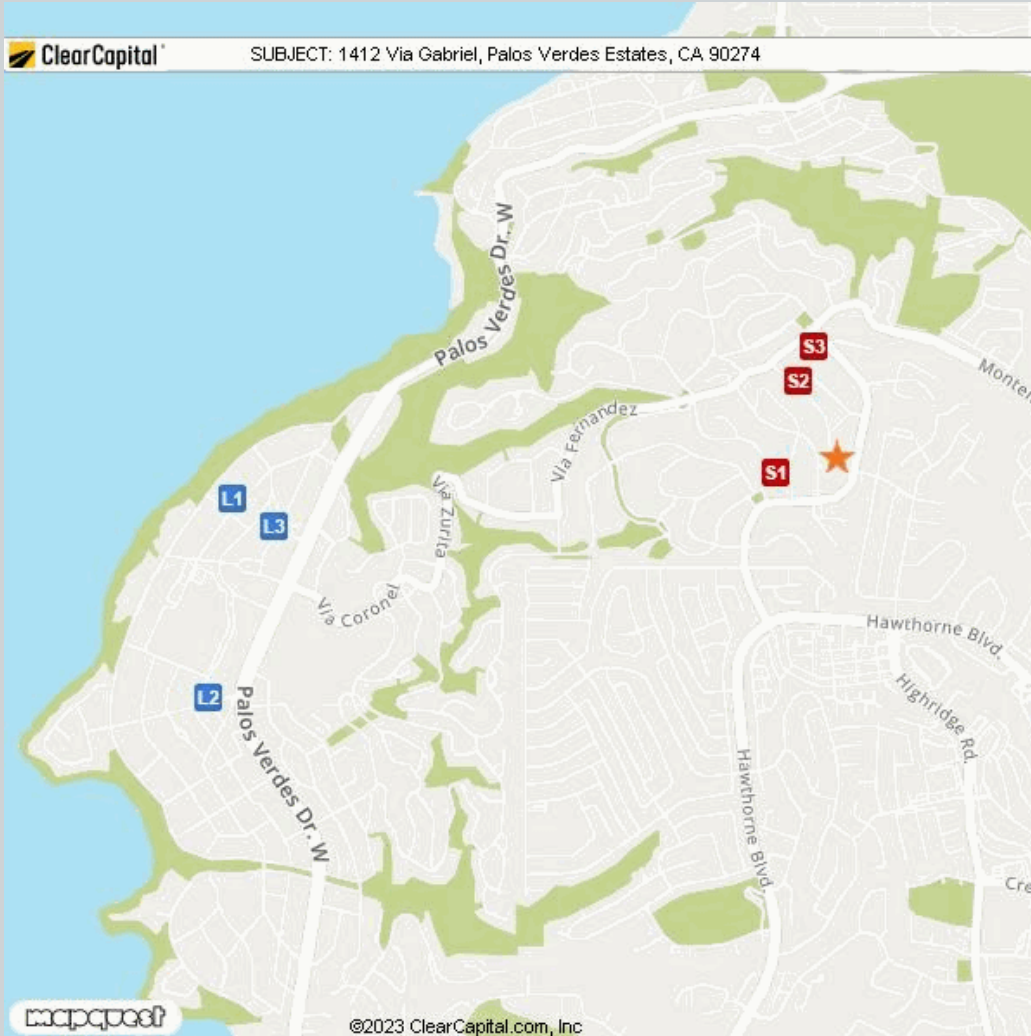 ClearCapital SUBJECT: 1412 Via Gabriel, Palos Verdes Estates, CA 90274
Palos Verdes Dr. W
S3
S2
Monten
Via Fernandez
S1
L1
L3
Via Zurita
Via Coronel
Hawthorne Blvd.
L2
Highridge Rd.
Palos Verdes Dr. W
Hawthorne Blvd.
Cre
mapquest
©2023 ClearCapital.com, Inc